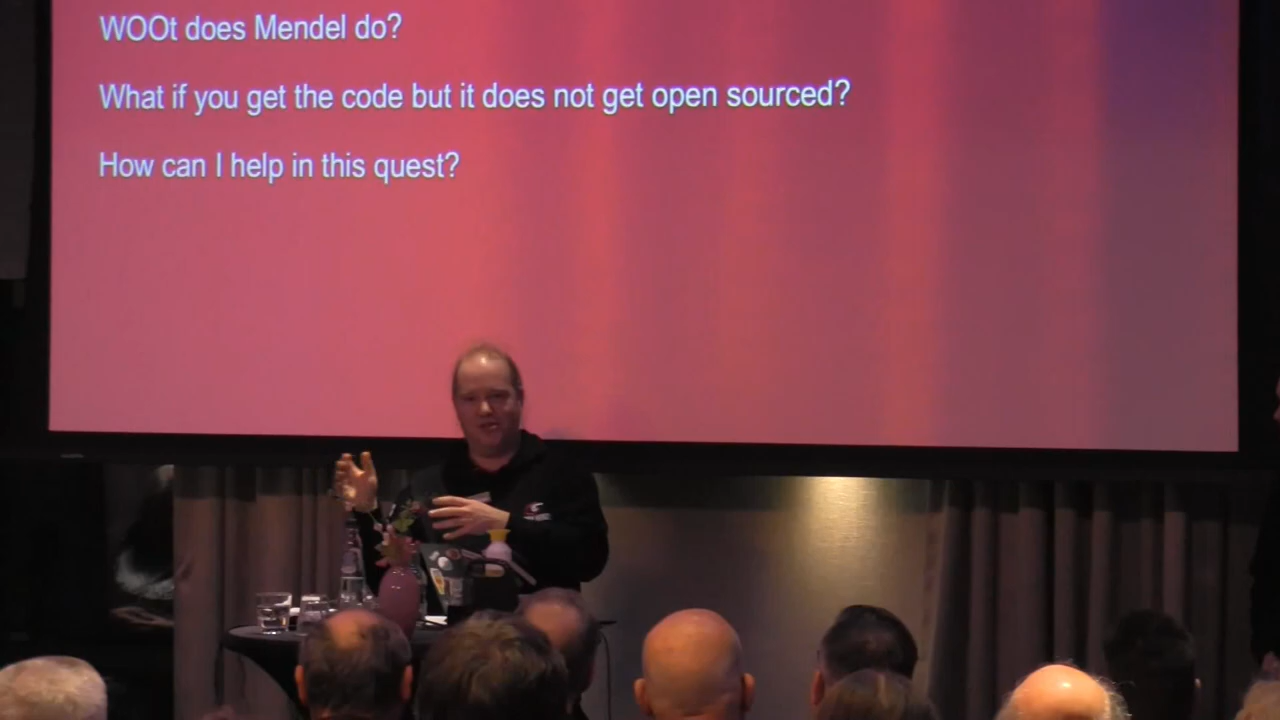 WOOt does Mendel do?
What if you get the code but it does not get open sourced?
How can I help in this quest?